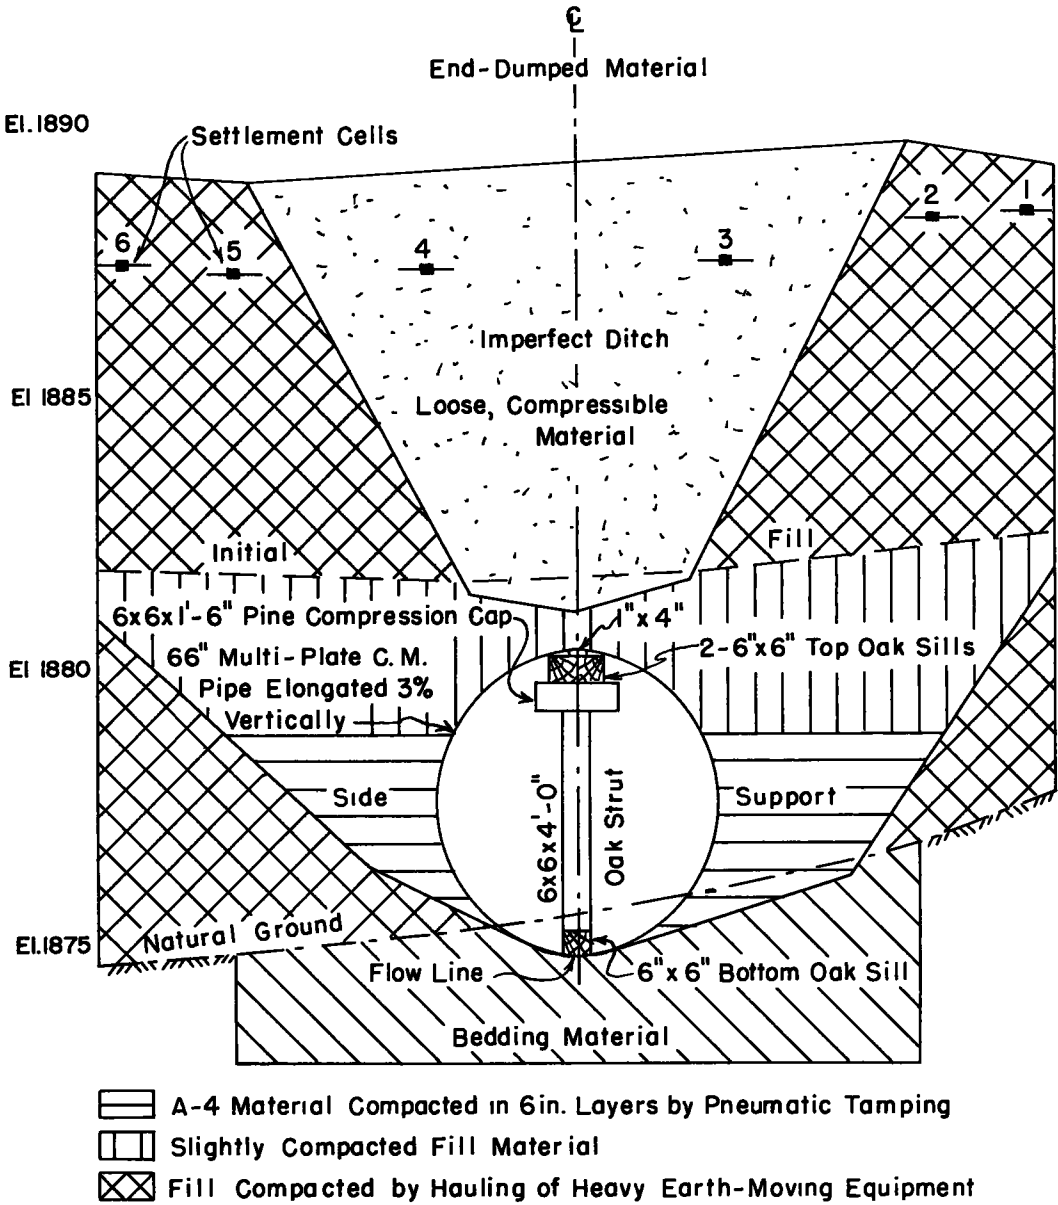 ℄
End-Dumped Material
El.1890
Settlement Cells
1
2
6
5
4
3
Imperfect Ditch
El 1885
Loose, Compressible
Material
Initial
Fill
6x6x1'-6" Pine Compression Cap
1"x4"
El 1880
66" Multi-Plate C.M.
Pipe Elongated 3%
Vertically
2-6"x6" Top Oak Sills
Side
Support
6x6x4'-0"
Oak Strut
El.1875
Natural Ground
Flow Line
6"x6" Bottom Oak Sill
Bedding Material
A-4 Material Compacted in 6in. Layers by Pneumatic Tamping
Slightly Compacted Fill Material
Fill Compacted by Hauling of Heavy Earth-Moving Equipment